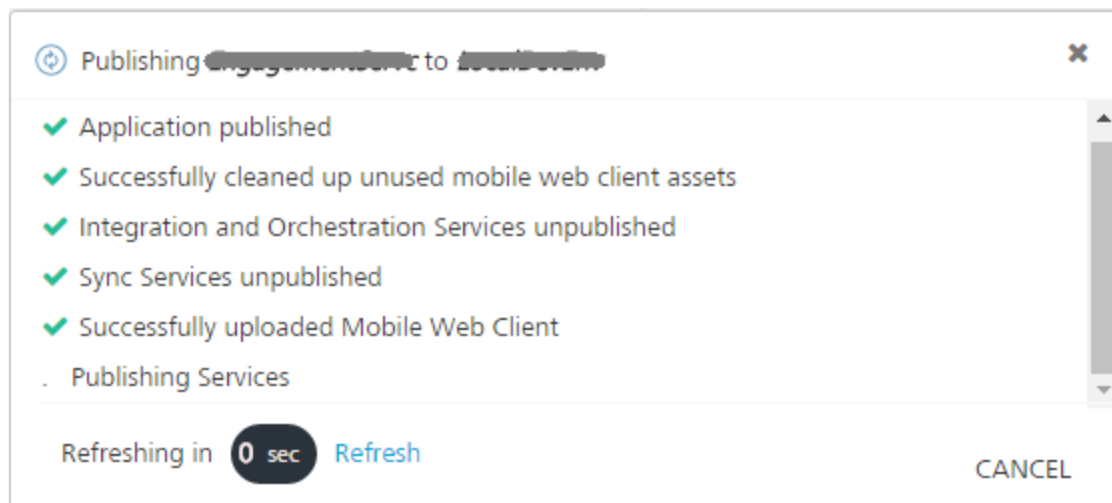 Publishing to
Application published
Successfully cleaned up unused mobile web client assets
Integration and Orchestration Services unpublished
Sync Services unpublished
Successfully uploaded Mobile Web Client
. Publishing Services
Refreshing in 0 sec Refresh
CANCEL